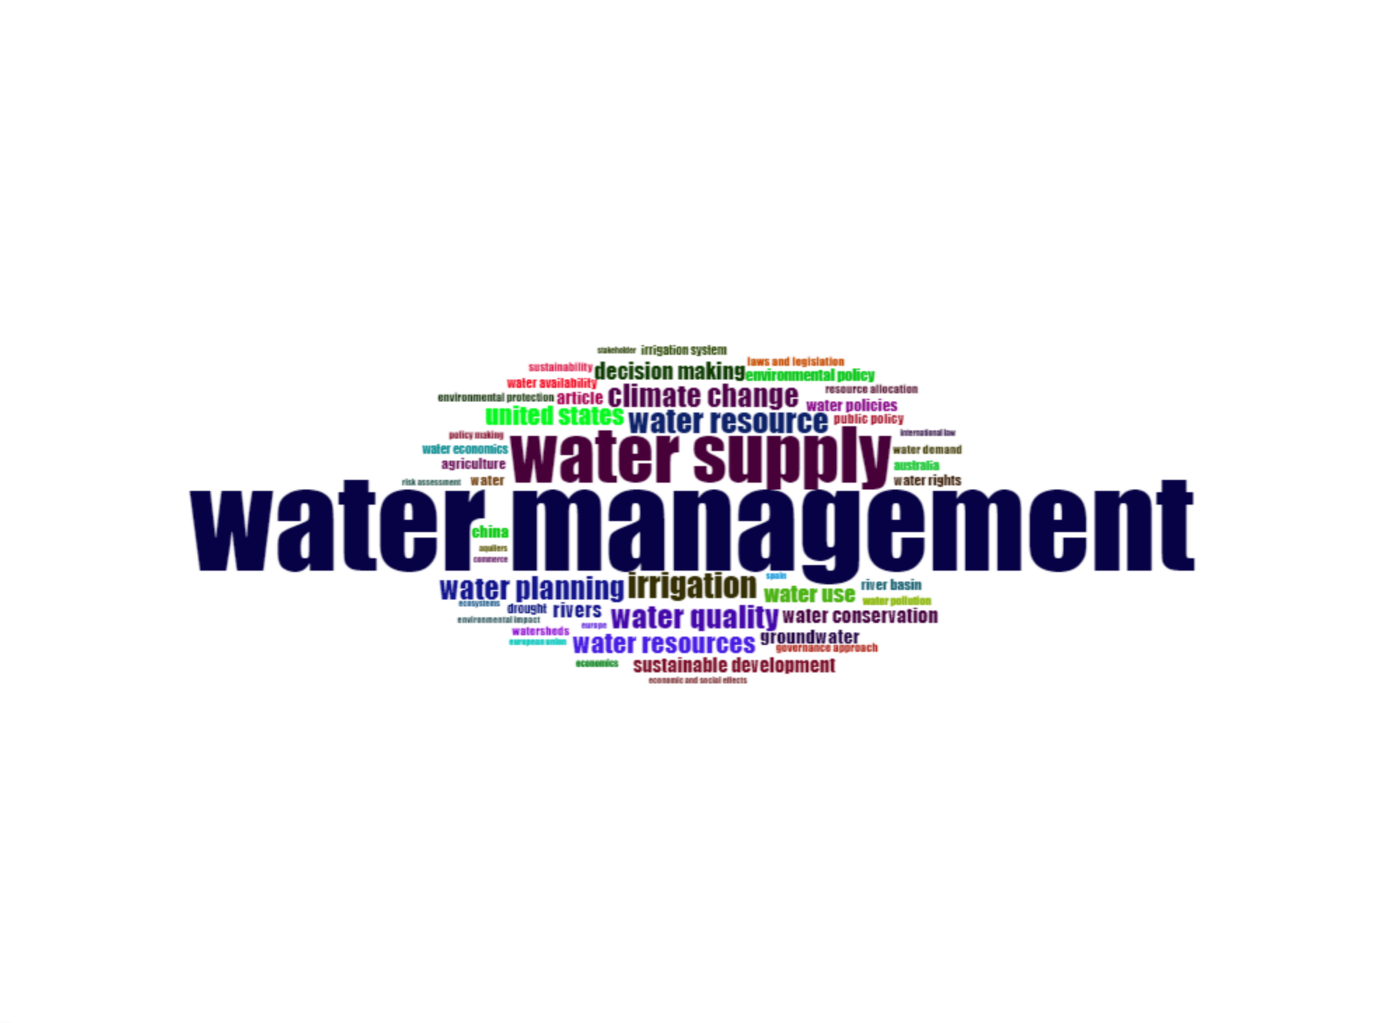 stakeholder irrigation system
sustainability decision making laws and legislation
water availability environmental policy
environmental protection article climate change resource allocation
united states water resource water policies
public policy
policy making water supply international law
water economics water demand
agriculture australia
risk assessment water water rights
water management
china
aquifers
commerce
water planning irrigation spain river basin
ecosystems drought rivers water use water pollution
environmental impact water quality water conservation
watersheds europe
european union water resources groundwater
governance approach
economics sustainable development
economic and social effects